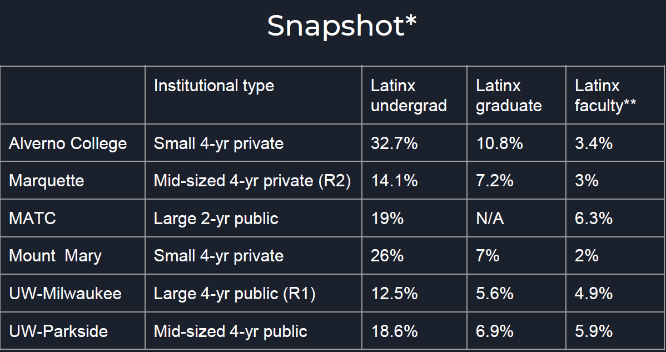 Snapshot*
Institutional type Latinx undergrad Latinx graduate Latinx faculty**
Alverno College Small 4-yr private 32.7% 10.8% 3.4%
Marquette Mid-sized 4-yr private (R2) 14.1% 7.2% 3%
MATC Large 2-yr public 19% N/A 6.3%
Mount Mary Small 4-yr private 26% 7% 2%
UW-Milwaukee Large 4-yr public (R1) 12.5% 5.6% 4.9%
UW-Parkside Mid-sized 4-yr public 18.6% 6.9% 5.9%